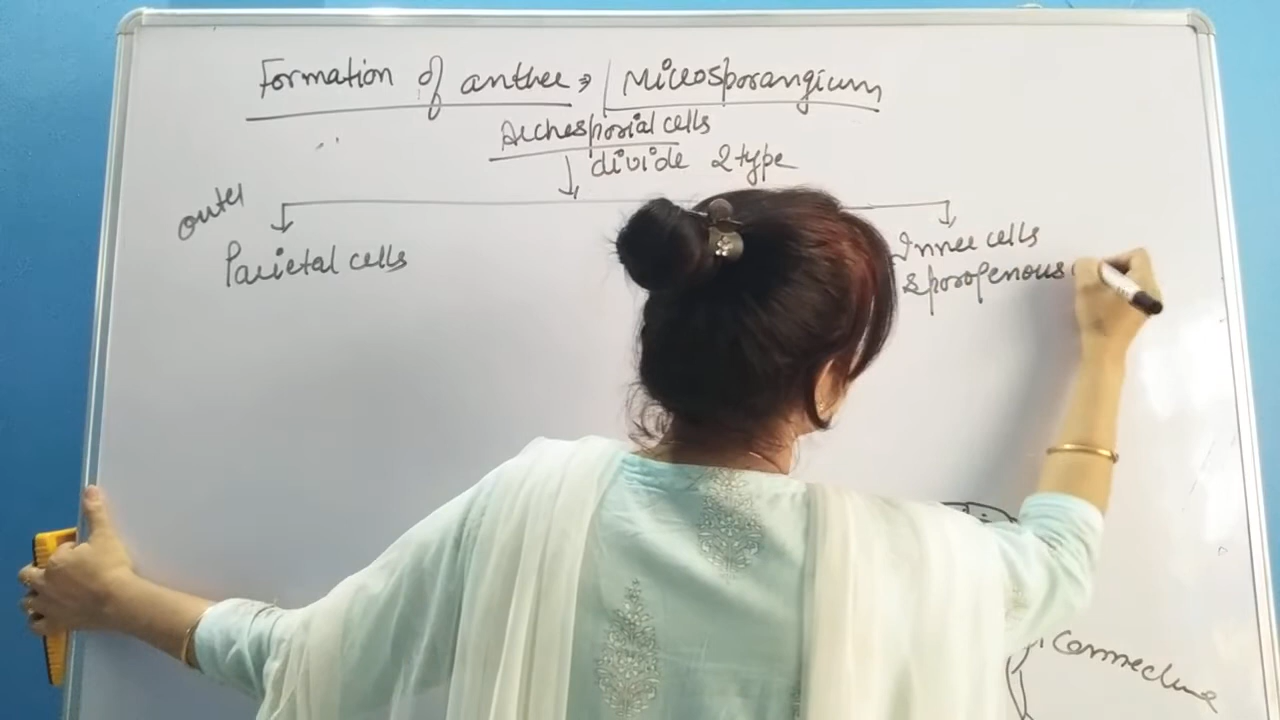 Formation of anther → Microsporangium
Archesporial cells
divide 2 type
outer
Parietal cells
Inner cells
Sporogenous
Connective